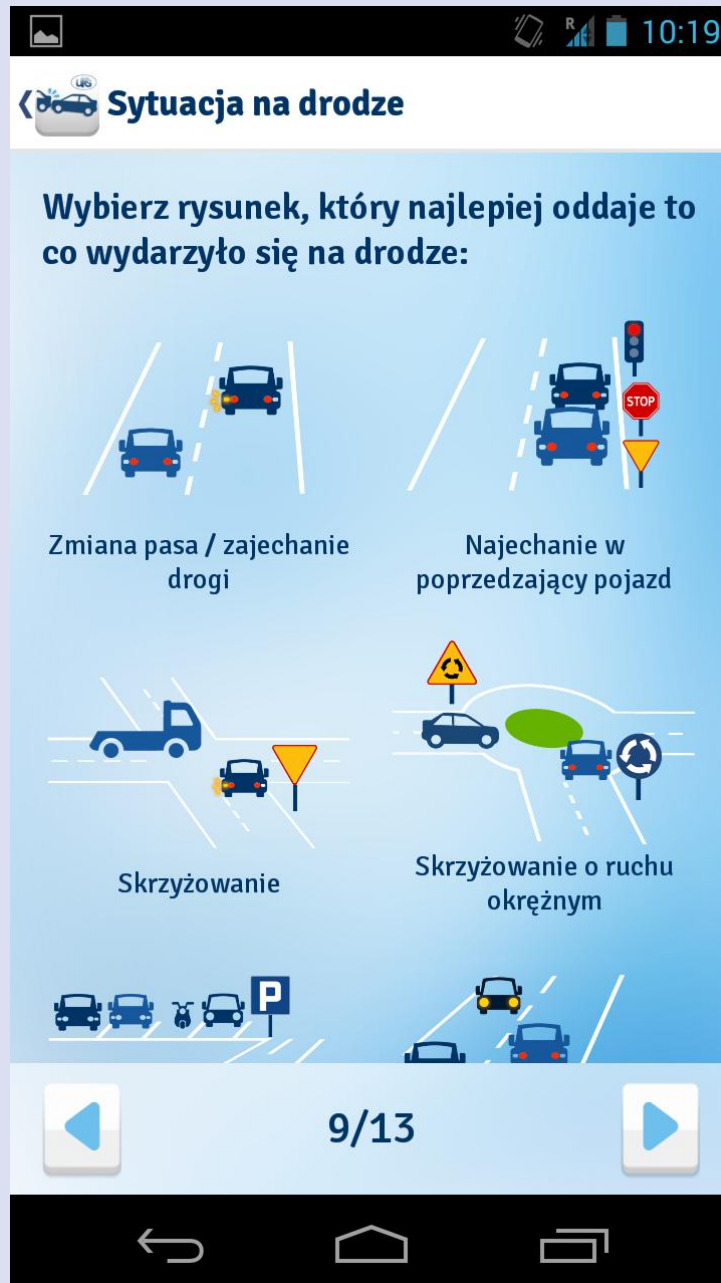 R 10:19
UPS
Sytuacja na drodze
Wybierz rysunek, który najlepiej oddaje to
co wydarzyło się na drodze:
STOP
Zmiana pasa / zajechanie
drogi
Najechanie w
poprzedzający pojazd
Skrzyżowanie
Skrzyżowanie o ruchu
okrężnym
P
9/13